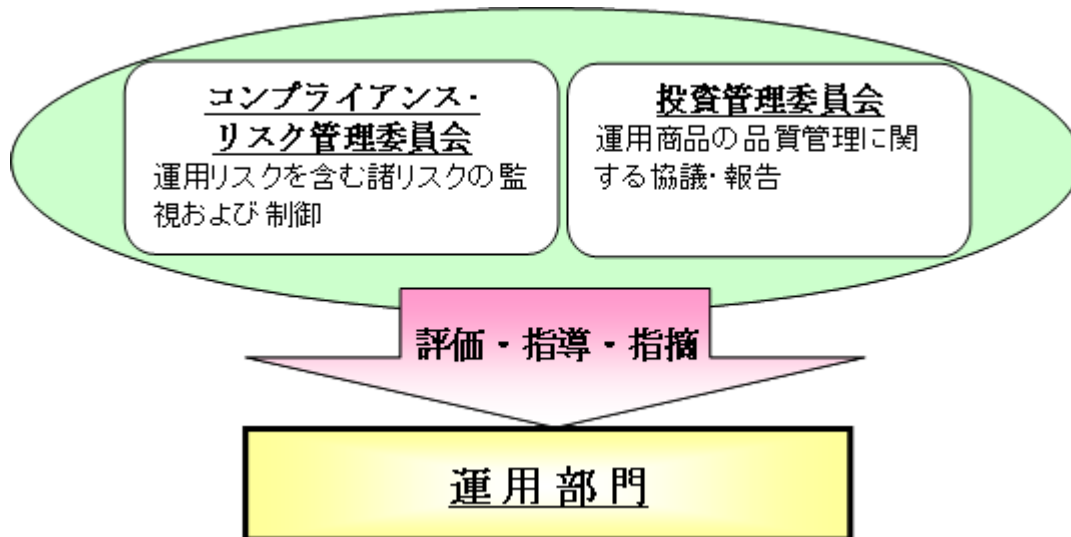 コンプライアンス・
リスク管理委員会
運用リスクを含む諸リスクの監
視および制御
投資管理委員会
運用商品の品質管理に関
する協議・報告
評価・指導・指摘
運用部門